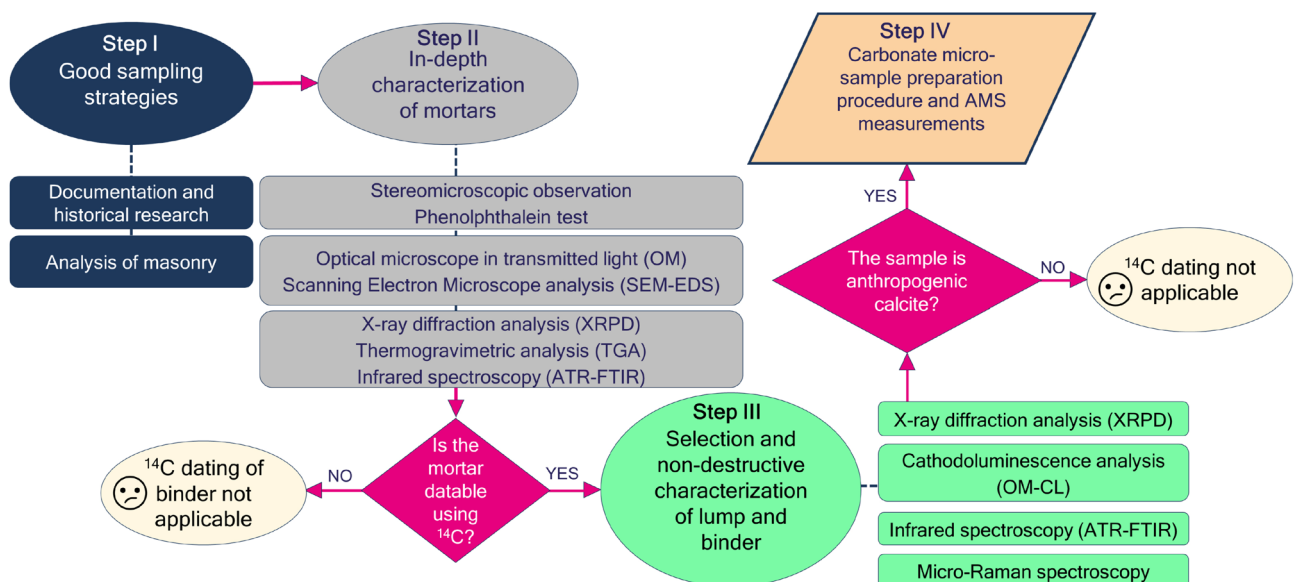 Step I
Good sampling
strategies
Step II
In-depth
characterization
of mortars
Step IV
Carbonate micro-
sample preparation
procedure and AMS
measurements
Documentation and
historical research
Analysis of masonry
Stereomicroscopic observation
Phenolphthalein test
Optical microscope in transmitted light (OM)
Scanning Electron Microscope analysis (SEM-EDS)
X-ray diffraction analysis (XRPD)
Thermogravimetric analysis (TGA)
Infrared spectroscopy (ATR-FTIR)
Is the
mortar
datable
using
¹⁴C?
NO
¹⁴C dating of
binder not
applicable
YES
Step III
Selection and
non-destructive
characterization
of lump and
binder
X-ray diffraction analysis (XRPD)
Cathodoluminescence analysis
(OM-CL)
Infrared spectroscopy (ATR-FTIR)
Micro-Raman spectroscopy
The sample is
anthropogenic
calcite?
YES
NO
¹⁴C dating not
applicable